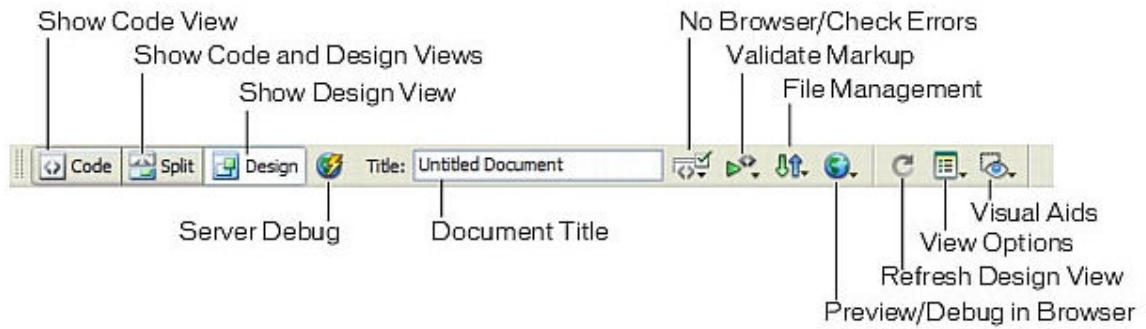 Show Code View
No Browser/Check Errors
Show Code and Design Views
Validate Markup
Show Design View
File Management
Code
Split
Design
Title:
Untitled Document
Server Debug
Document Title
Visual Aids
View Options
Refresh Design View
Preview/Debug in Browser